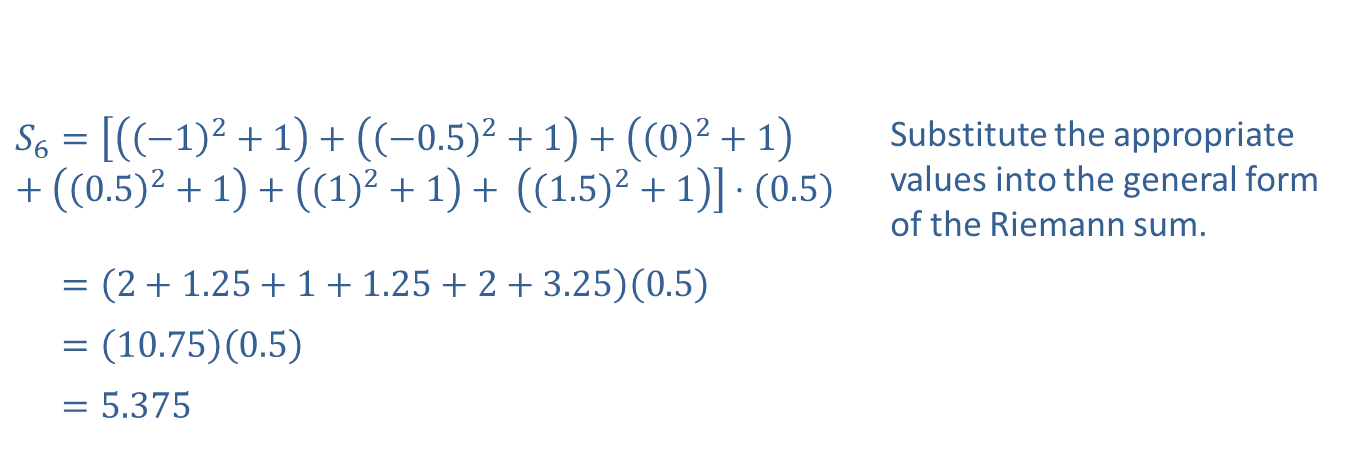 S₆ = [((−1)² + 1) + ((−0.5)² + 1) + ((0)² + 1)
+ ((0.5)² + 1) + ((1)² + 1) + ((1.5)² + 1)] · (0.5)
Substitute the appropriate
values into the general form
of the Riemann sum.
= (2 + 1.25 + 1 + 1.25 + 2 + 3.25)(0.5)
= (10.75)(0.5)
= 5.375